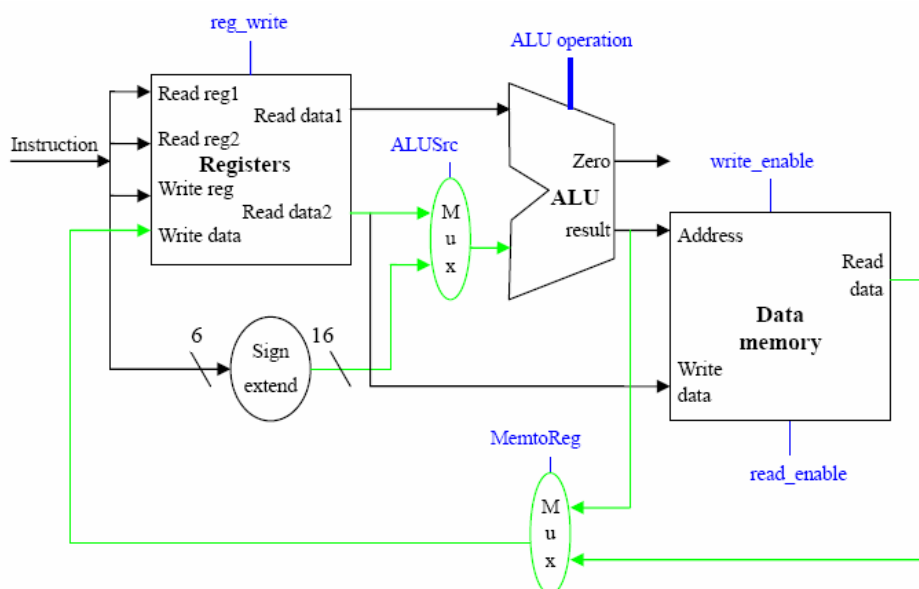 reg_write
ALU operation
Read reg1
Read data1
Read reg2
Instruction
Registers
ALUSrc
Zero
write_enable
Write reg
Read data2
M
u
x
ALU
result
Write data
Address
Read
data
6
16
Sign
extend
Data
memory
Write
data
MemtoReg
read_enable
M
u
x